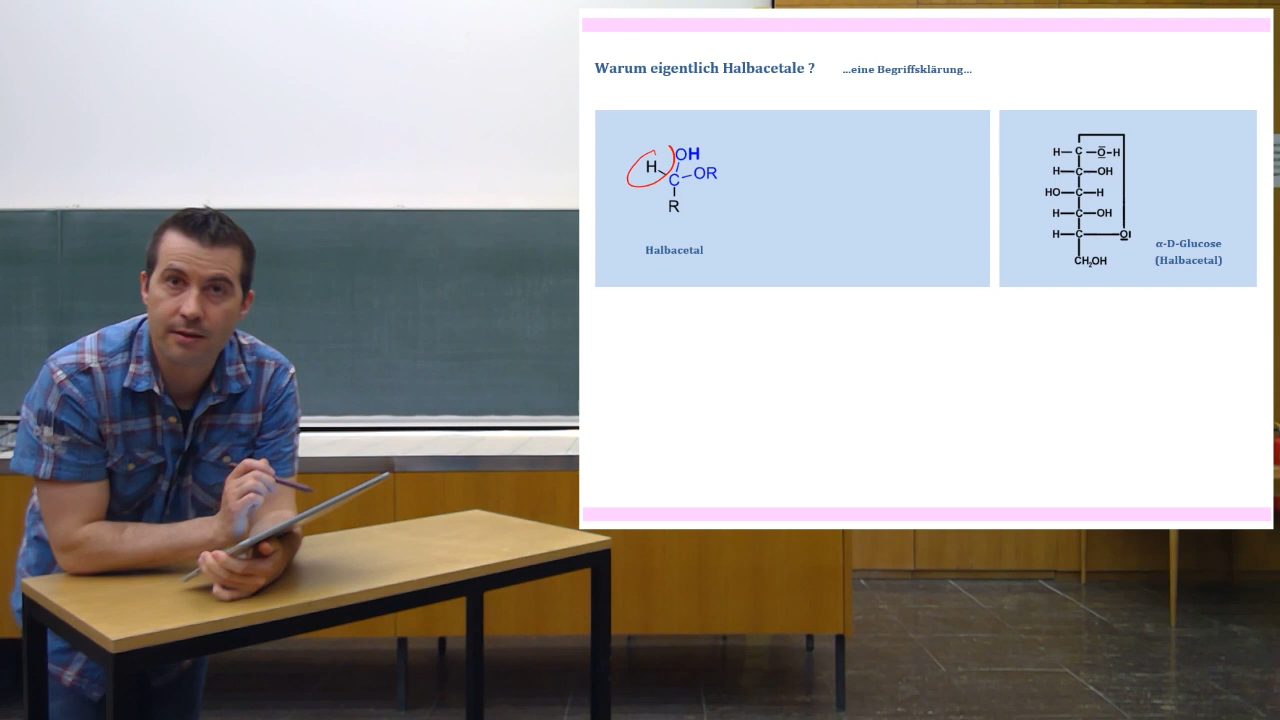 Warum eigentlich Halbacetale ? ...eine Begriffsklärung...
OH
H
C OR
R
Halbacetal
H–C–O–H
H–C–OH
HO–C–H
H–C–OH
H–C–O
CH2OH
α-D-Glucose
(Halbacetal)